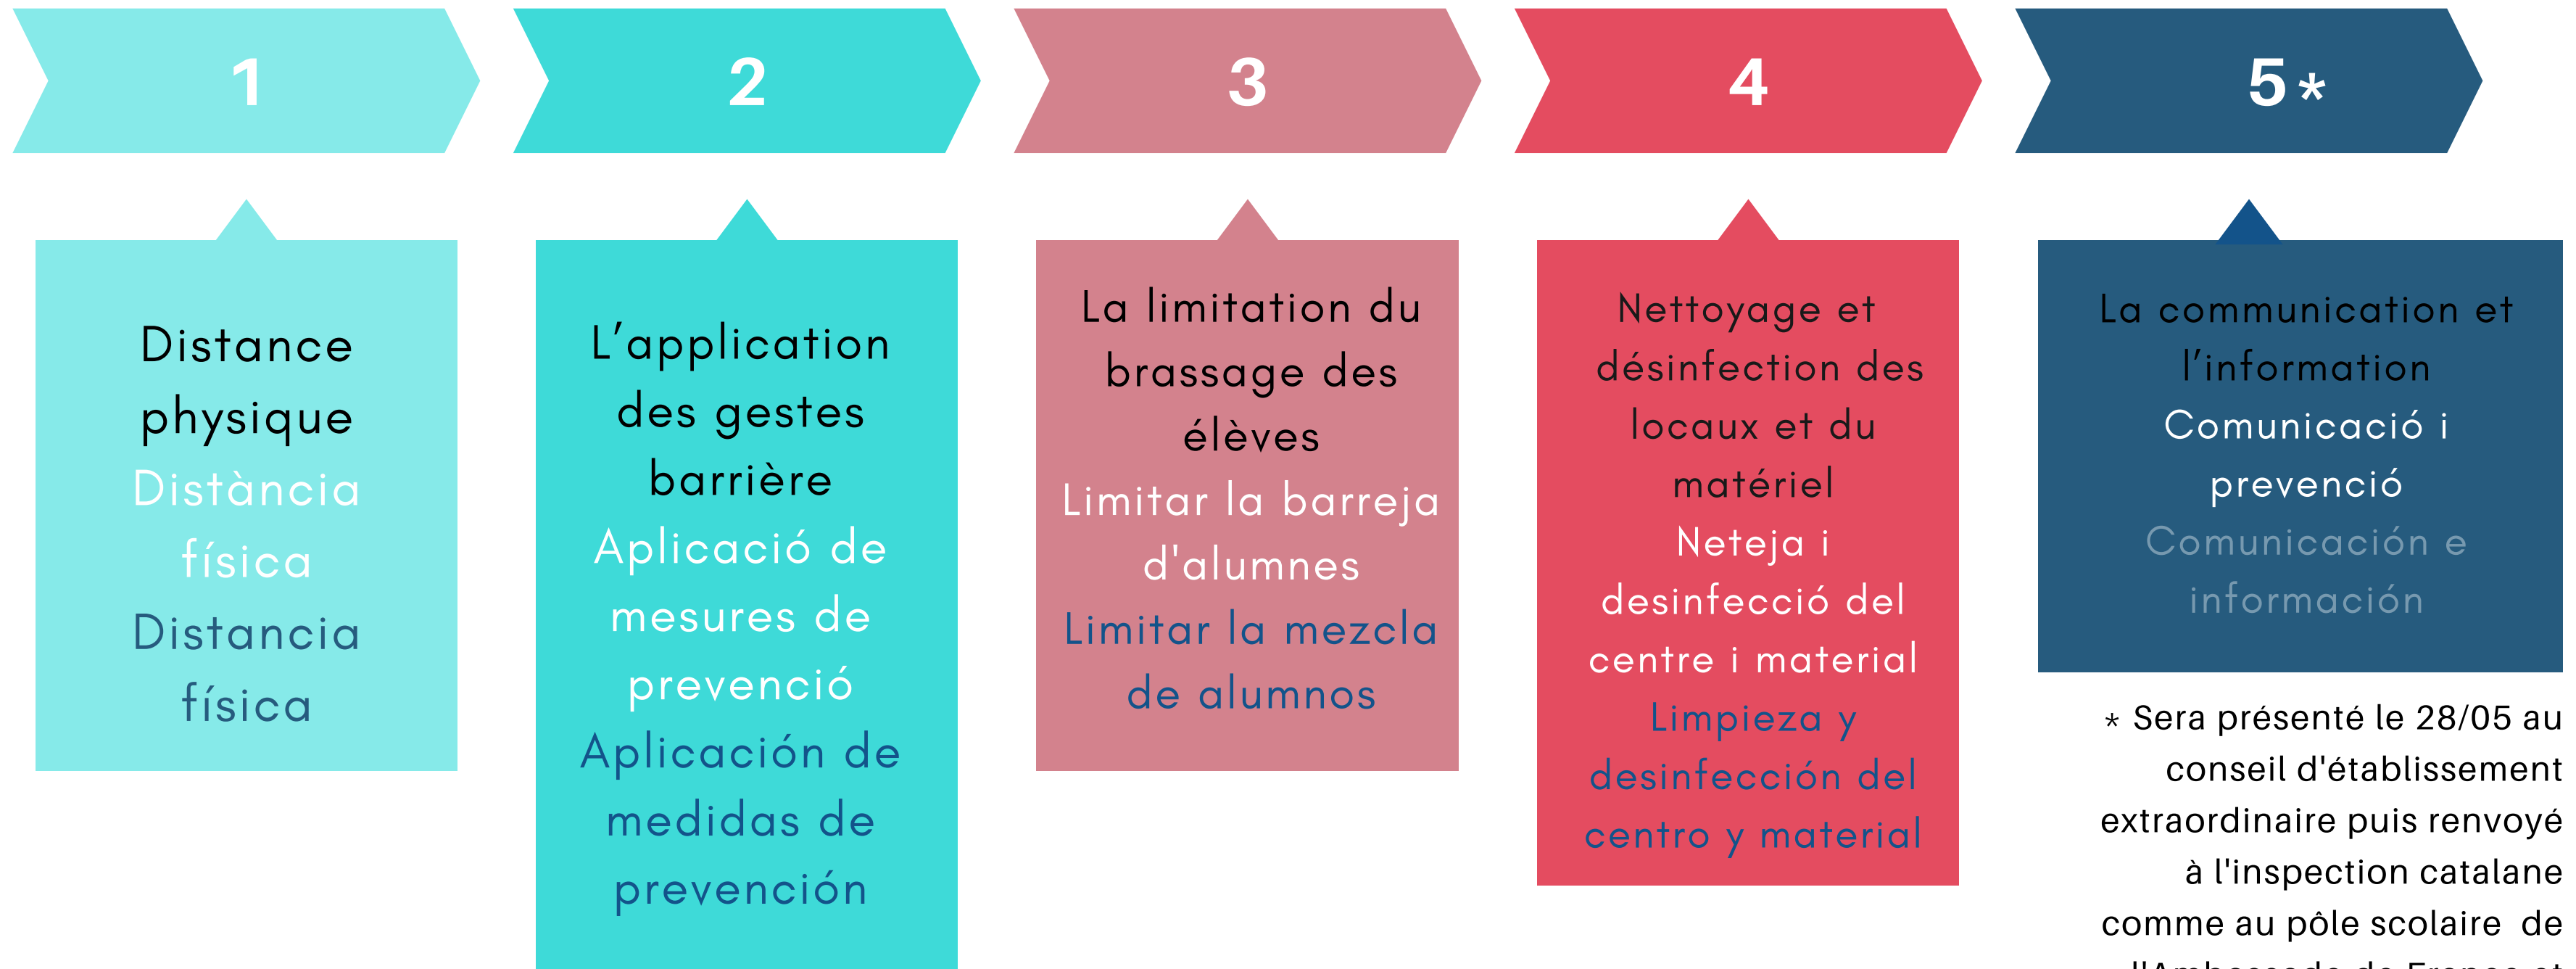 1
2
3
4
5*
Distance
physique
Distància
física
Distancia
física
L'application
des gestes
barrière
Aplicació de
mesures de
prevenció
Aplicación de
medidas de
prevención
La limitation du
brassage des
élèves
Limitar la barreja
d'alumnes
Limitar la mezcla
de alumnos
Nettoyage et
désinfection des
locaux et du
matériel
Neteja i
desinfecció del
centre i material
Limpieza y
desinfección del
centro y material
La communication et
l'information
Comunicació i
prevenció
Comunicación e
información
* Sera présenté le 28/05 au
conseil d'établissement
extraordinaire puis renvoyé
à l'inspection catalane
comme au pôle scolaire de
l'Ambassade de France et